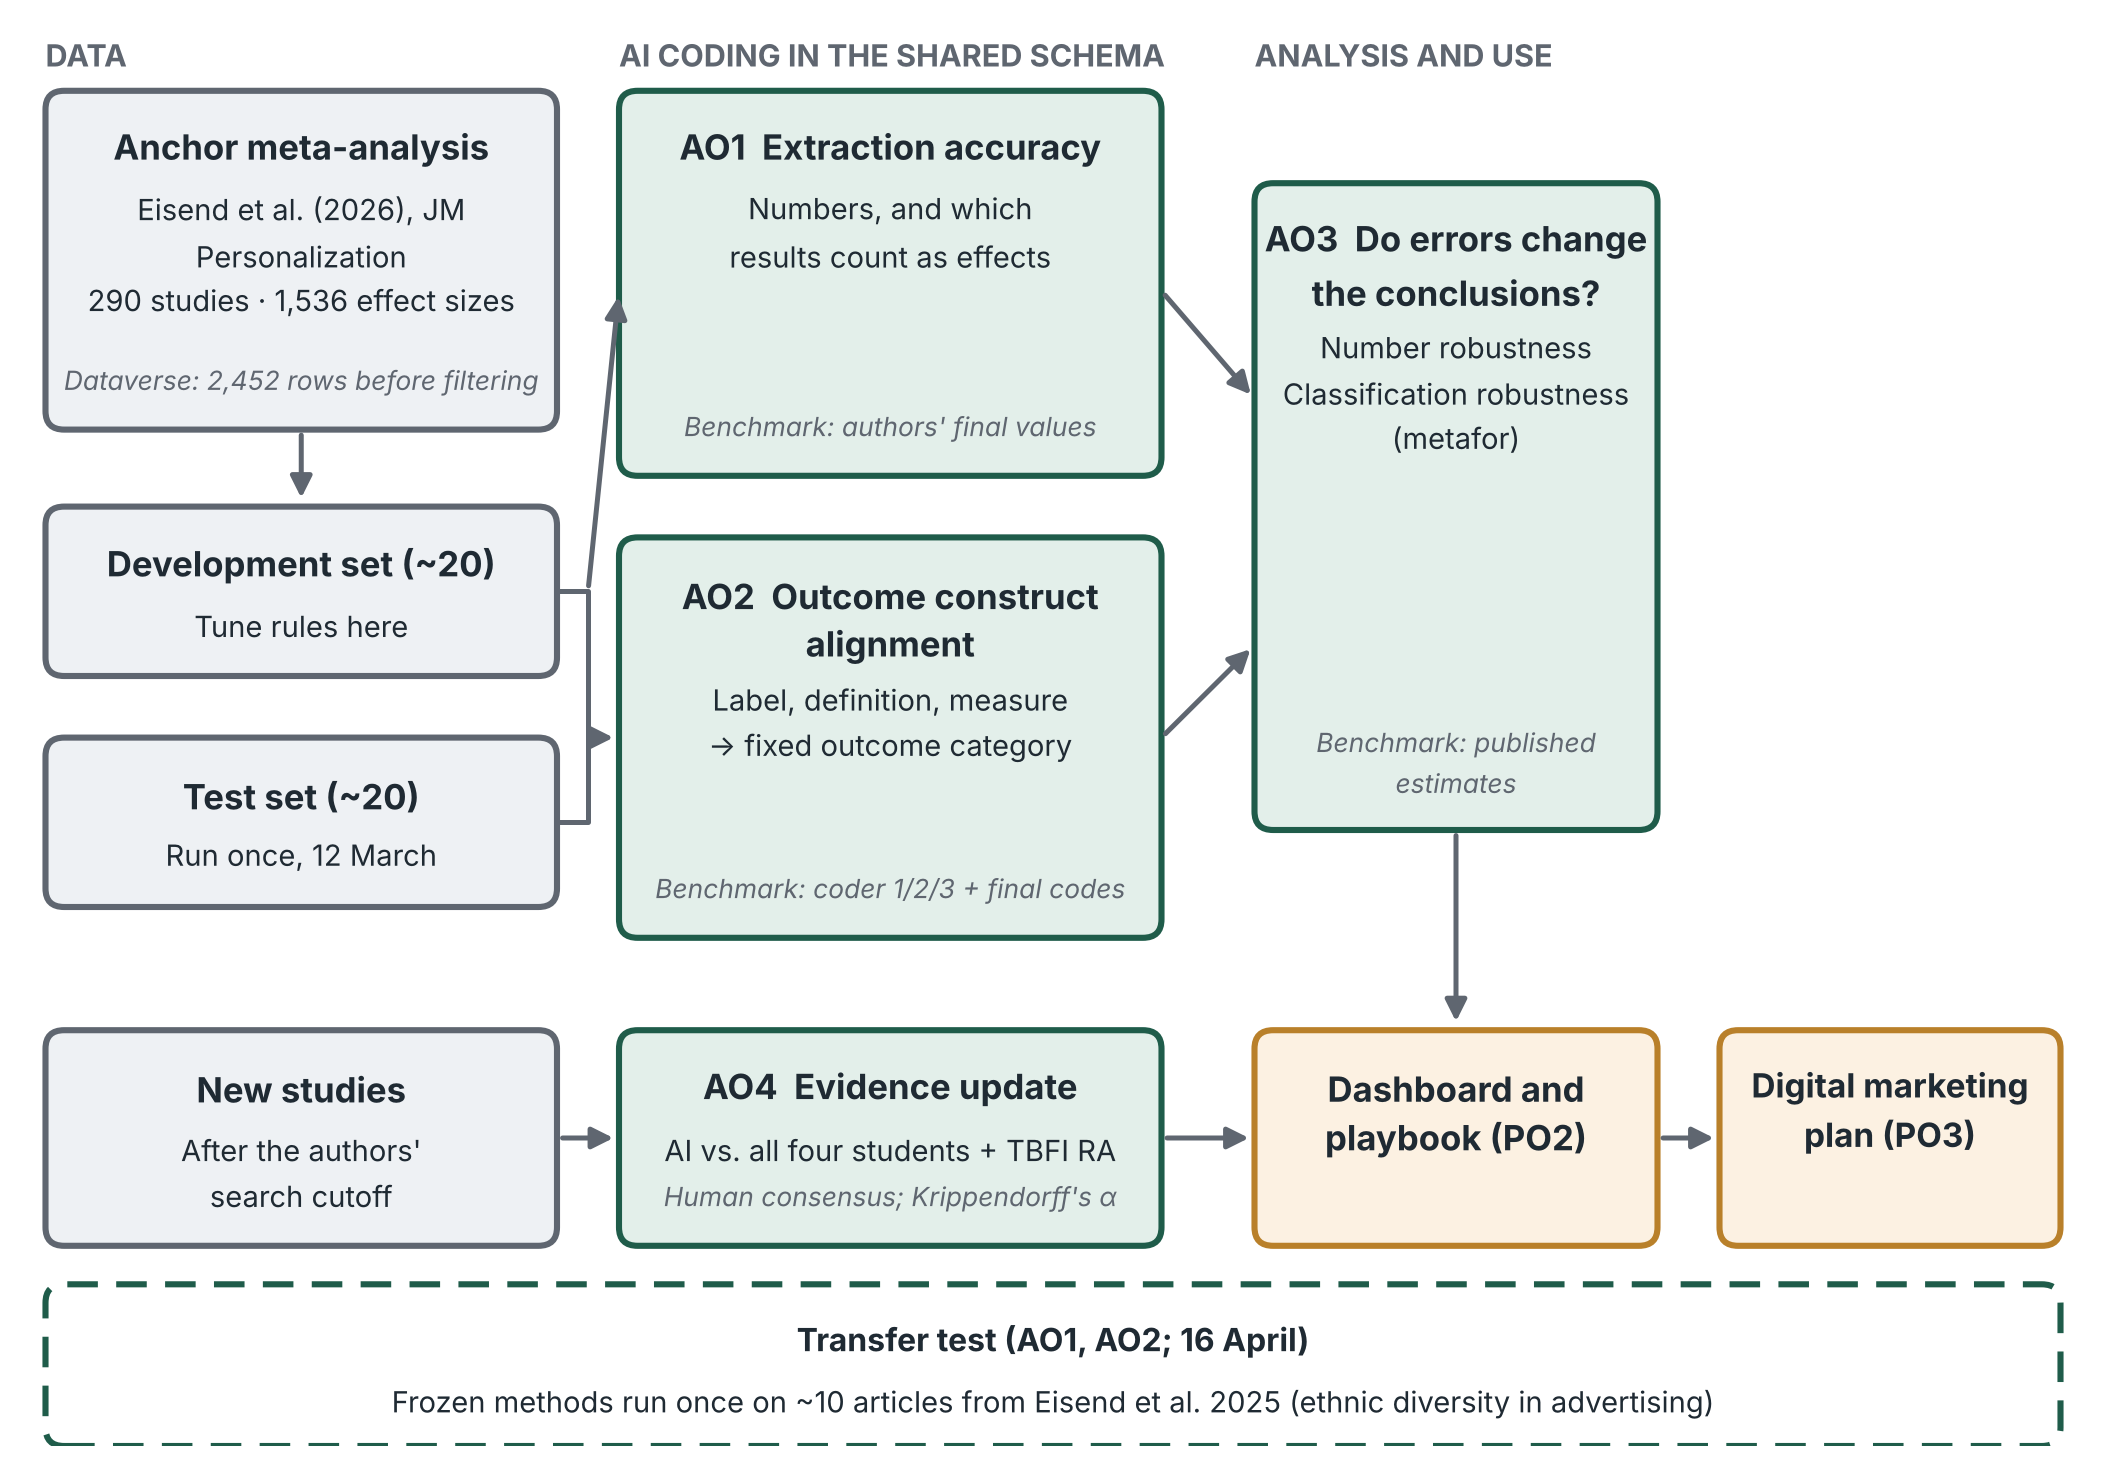 DATA
Anchor meta-analysis
Eisend et al. (2026), JM
Personalization
290 studies · 1,536 effect sizes
Dataverse: 2,452 rows before filtering
Development set (~20)
Tune rules here
Test set (~20)
Run once, 12 March
AI CODING IN THE SHARED SCHEMA
AO1 Extraction accuracy
Numbers, and which
results count as effects
Benchmark: authors' final values
AO2 Outcome construct
alignment
Label, definition, measure
→ fixed outcome category
Benchmark: coder 1/2/3 + final codes
ANALYSIS AND USE
AO3 Do errors change
the conclusions?
Number robustness
Classification robustness
(metafor)
Benchmark: published
estimates
New studies
After the authors'
search cutoff
AO4 Evidence update
AI vs. all four students + TBFI RA
Human consensus; Krippendorff's α
Dashboard and
playbook (PO2)
Digital marketing
plan (PO3)
Transfer test (AO1, AO2; 16 April)
Frozen methods run once on ~10 articles from Eisend et al. 2025 (ethnic diversity in advertising)